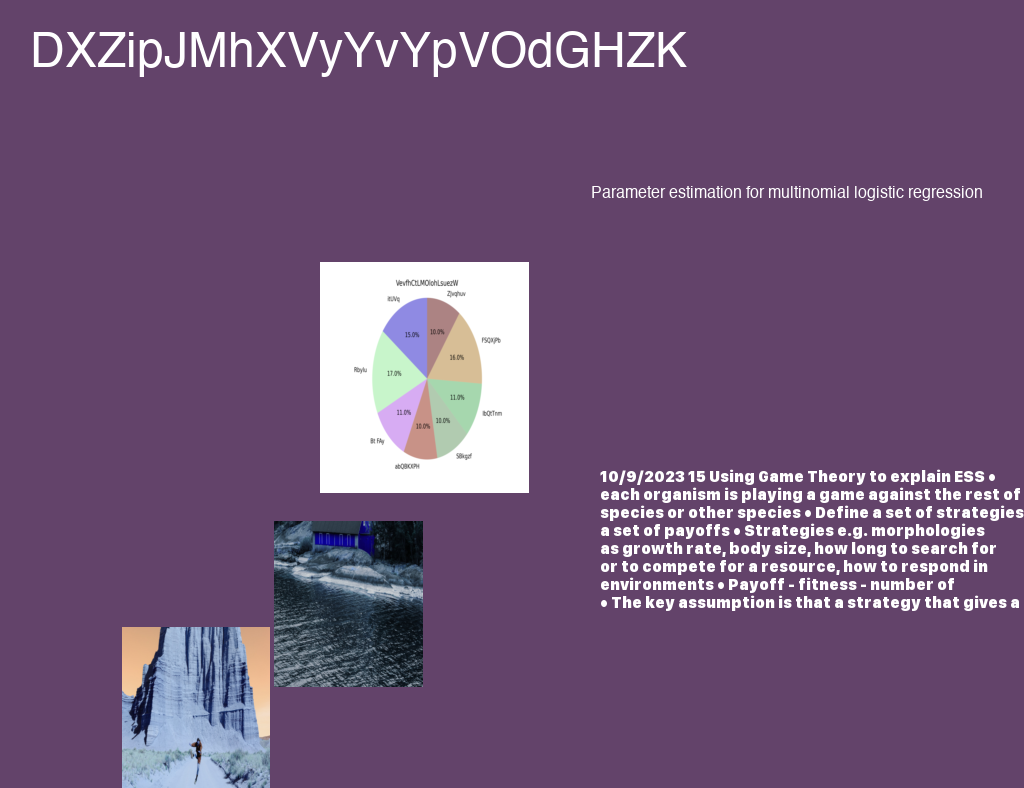 DXZipJMhXVyYvYpVOdGHZK
Parameter estimation for multinomial logistic regression
VevfhCtLMOlohLsuezW
Zjvqhuv
ItUVq
15.0%
10.0%
FSQXjPb
16.0%
Rbylu
17.0%
11.0%
IbQtTnm
11.0%
10.0%
10.0%
Bt FAy
SBkgzf
abQBKXPH
10/9/2023 15 Using Game Theory to explain ESS •
each organism is playing a game against the rest of
species or other species • Define a set of strategies
a set of payoffs • Strategies e.g. morphologies
as growth rate, body size, how long to search for
or to compete for a resource, how to respond in
environments • Payoff - fitness - number of
• The key assumption is that a strategy that gives a